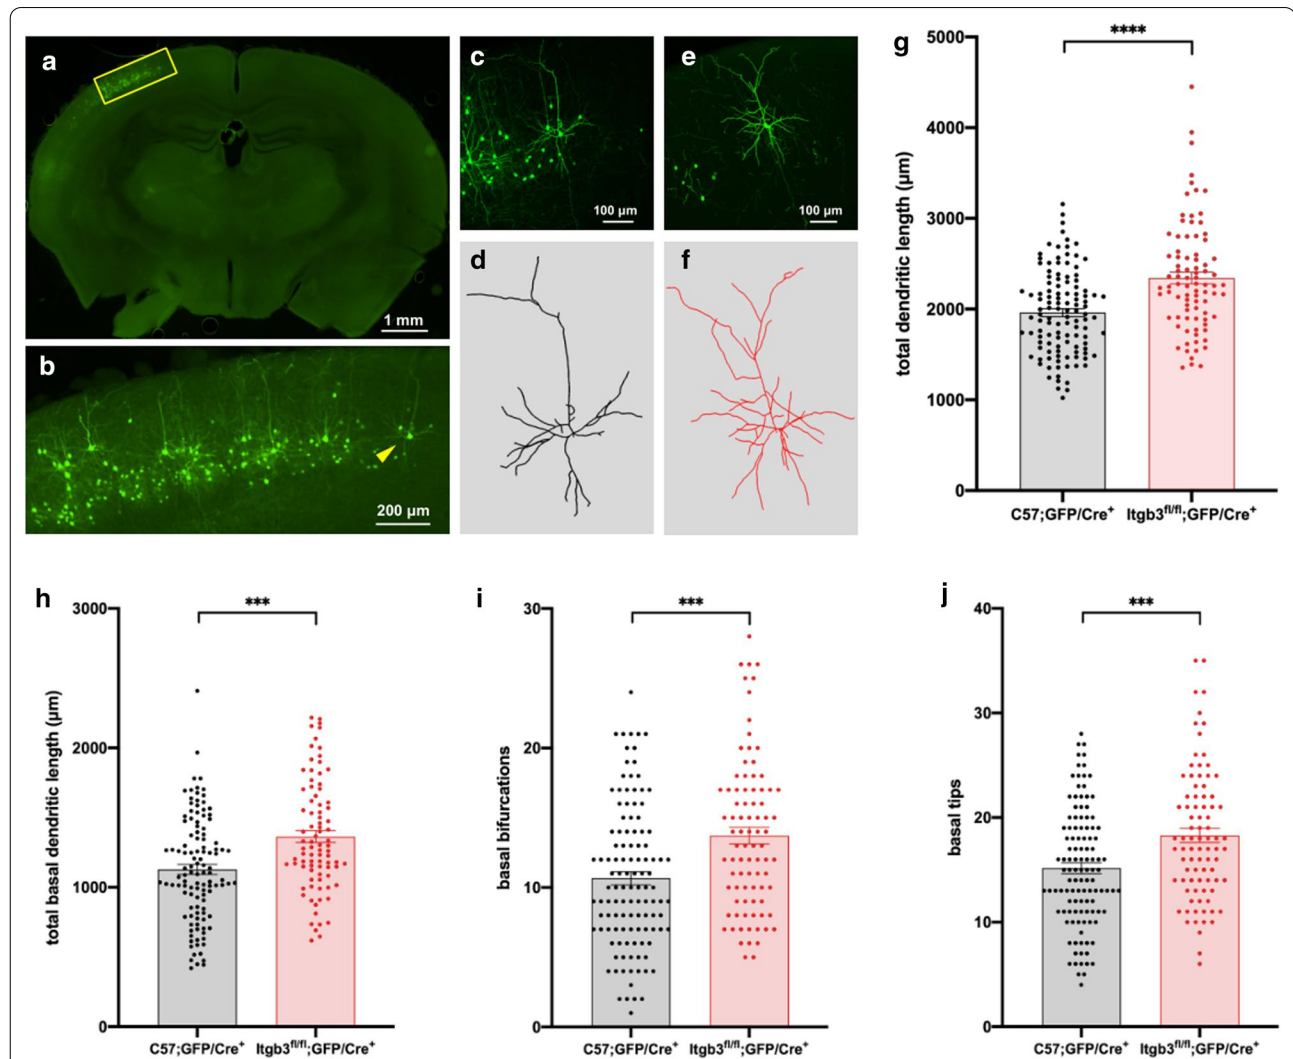 a
1 mm
b
200 µm
c
100 µm
e
100 µm
d
f
g
****
total dendritic length (µm)
5000
4000
3000
2000
1000
0
C57;GFP/Cre+
Itgb3fl/fl;GFP/Cre+
h
***
total basal dendritic length (µm)
3000
2000
1000
0
C57;GFP/Cre+
Itgb3fl/fl;GFP/Cre+
i
***
basal bifurcations
30
20
10
0
C57;GFP/Cre+
Itgb3fl/fl;GFP/Cre+
j
***
basal tips
40
30
20
10
0
C57;GFP/Cre+
Itgb3fl/fl;GFP/Cre+